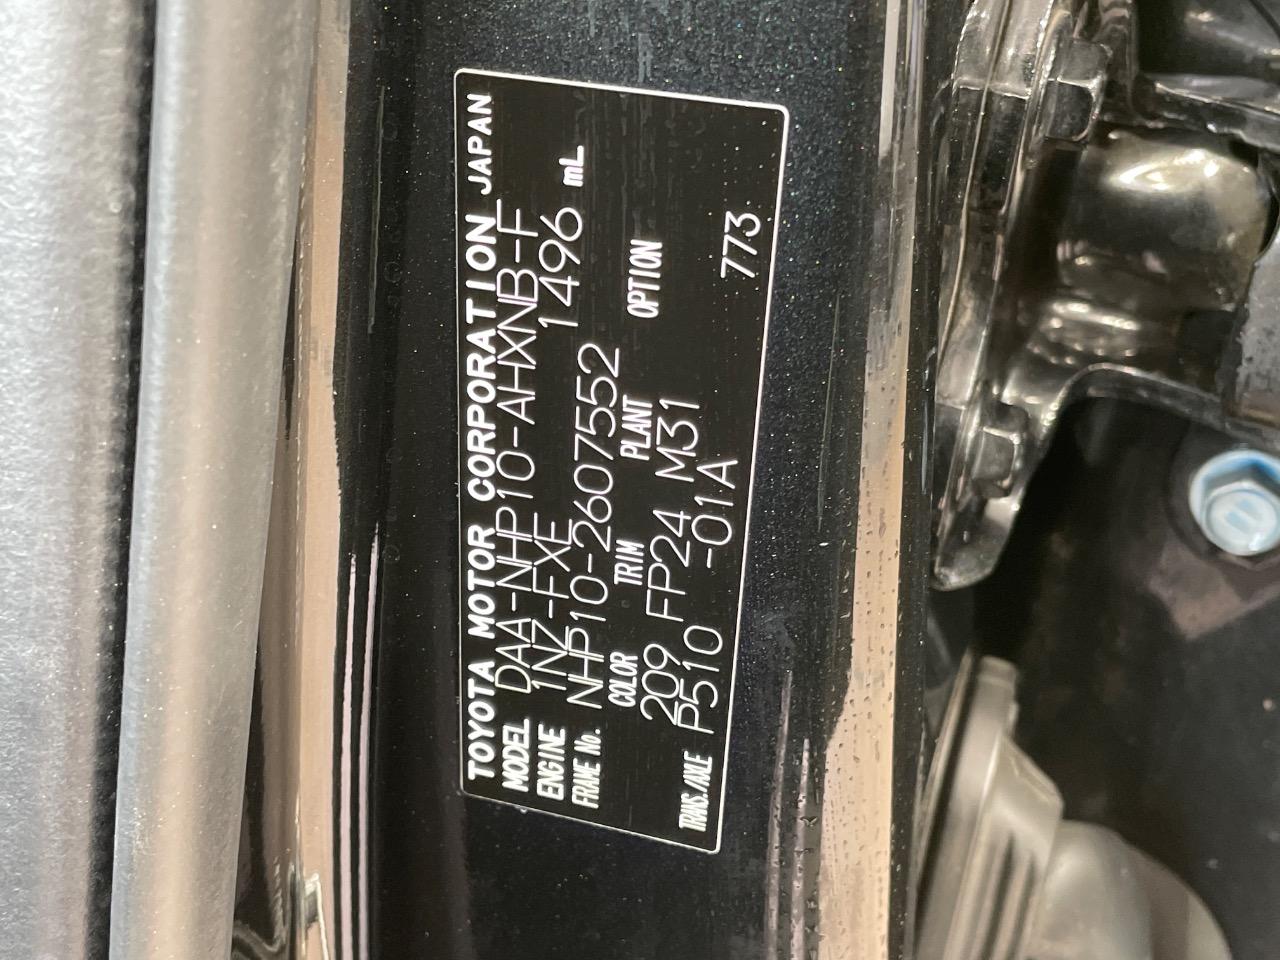 TOYOTA MOTOR CORPORATION JAPAN
MODEL DAA-NHP10-AHXNB-F
ENGINE 1NZ-FXE 1496 mL
FRAME No. NHP10-2607552
COLOR TRIM PLANT OPTION
209 FP24 M31
TRANS./AXLE P510 -01A 773